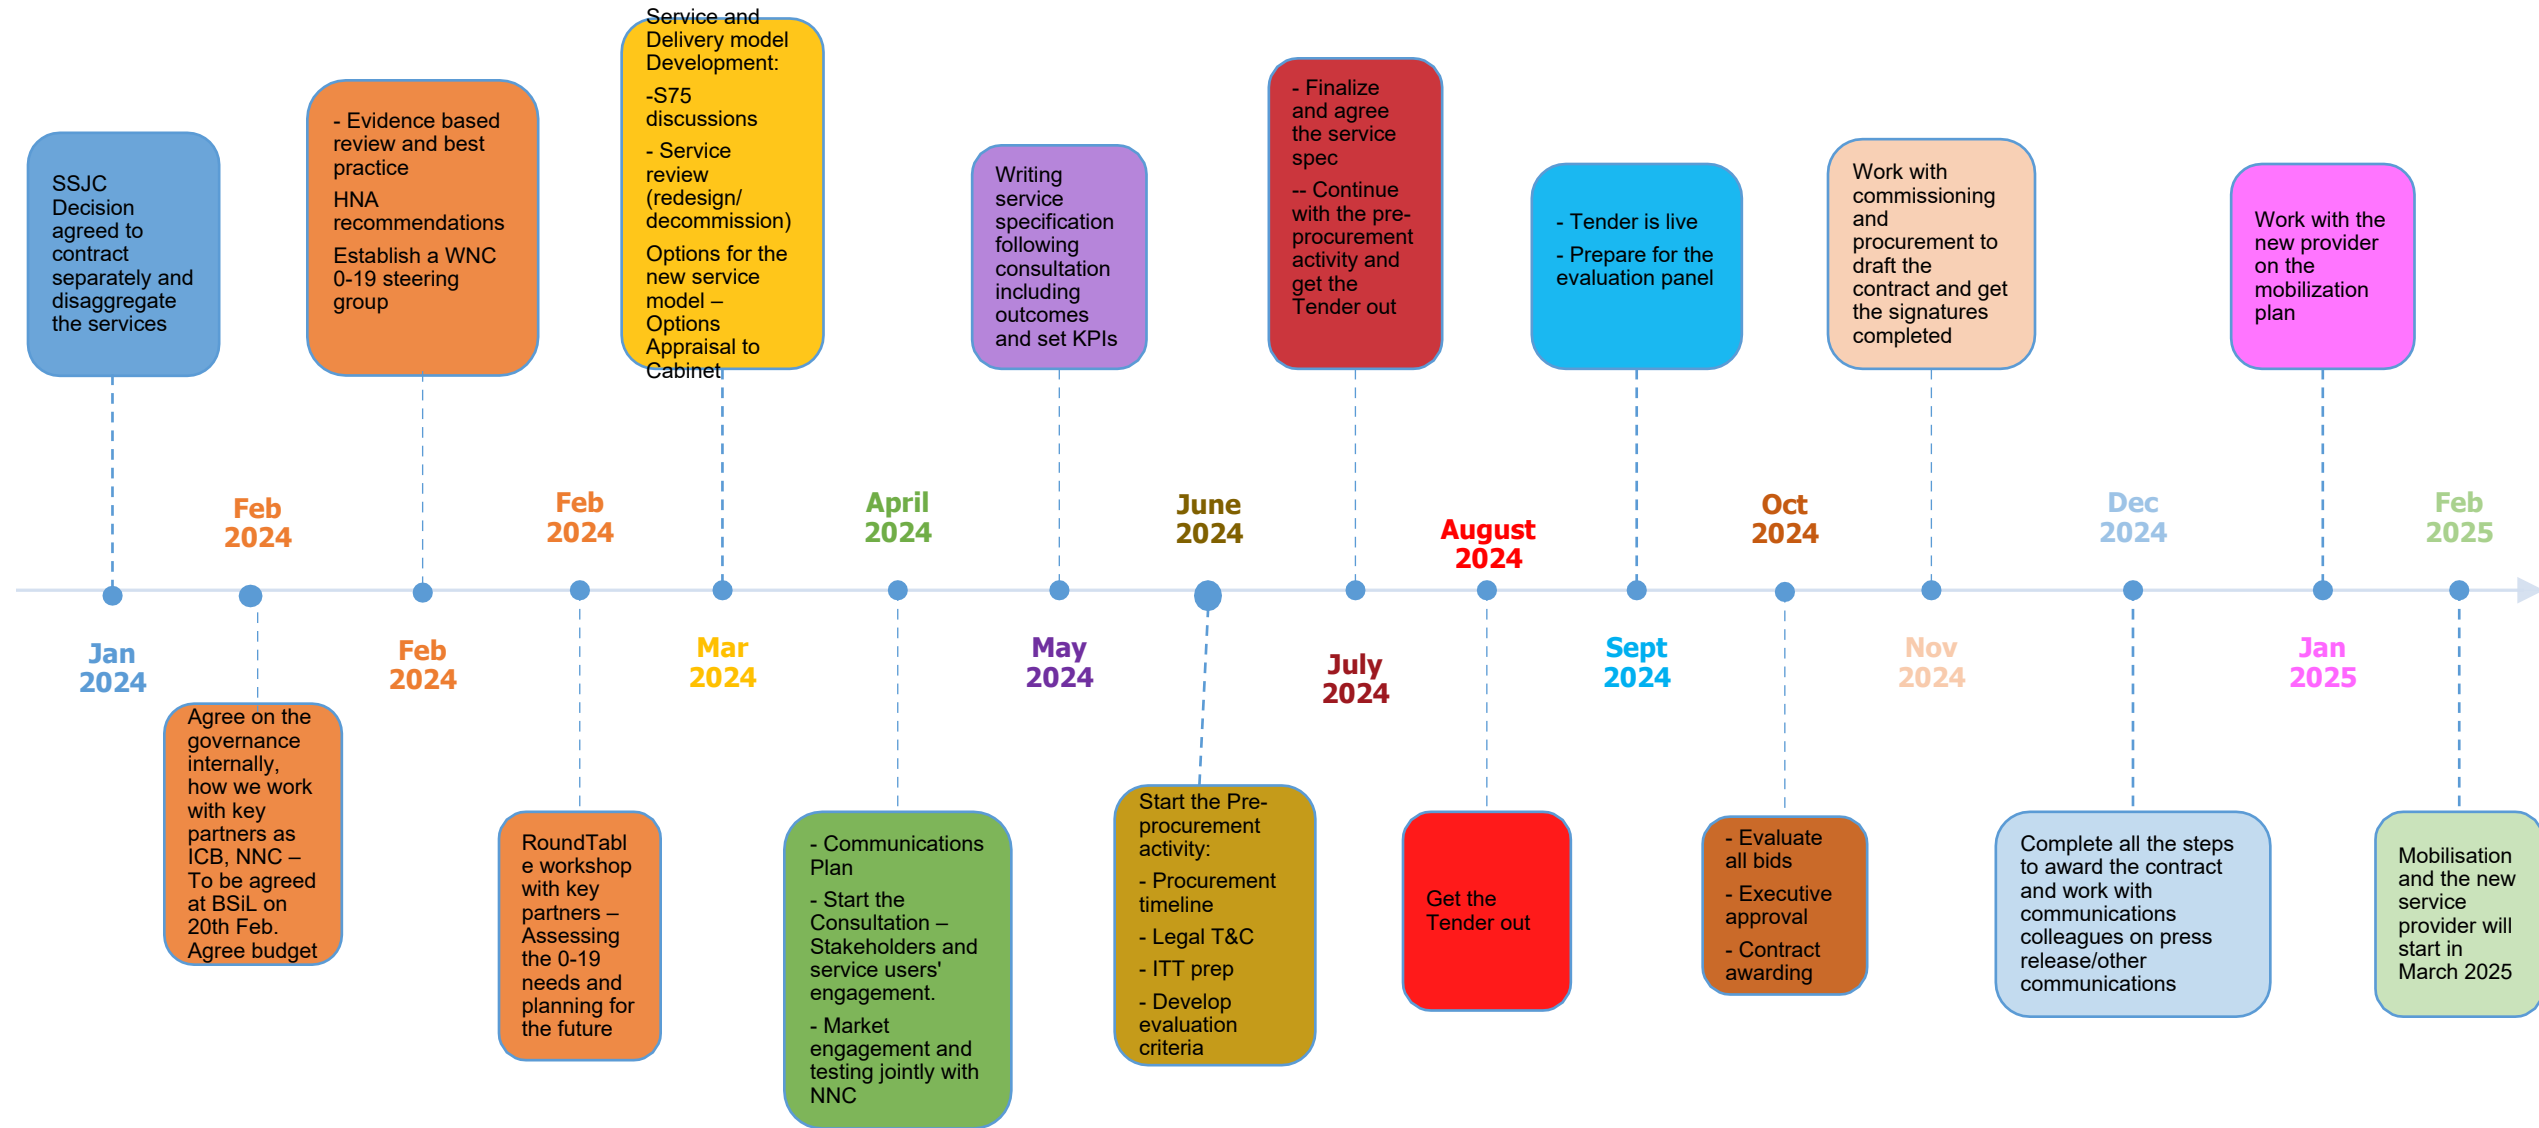 SSJC
Decision
agreed to
contract
separately and
disaggregate
the services
- Evidence based
review and best
practice
HNA
recommendations
Establish a WNC
0-19 steering
group
Service and
Delivery model
Development:
-S75
discussions
- Service
review
(redesign/
decommission)
Options for the
new service
model –
Options
Appraisal to
Cabinet
Writing
service
specification
following
consultation
including
outcomes
and set KPIs
- Finalize
and agree
the service
spec
-- Continue
with the pre-
procurement
activity and
get the
Tender out
- Tender is live
- Prepare for the
evaluation panel
Work with
commissioning
and
procurement to
draft the
contract and get
the signatures
completed
Work with the
new provider
on the
mobilization
plan
Feb
2024
Feb
2024
April
2024
June
2024
August
2024
Oct
2024
Dec
2024
Feb
2025
Jan
2024
Feb
2024
Mar
2024
May
2024
July
2024
Sept
2024
Nov
2024
Jan
2025
Agree on the
governance
internally,
how we work
with key
partners as
ICB, NNC –
To be agreed
at BSiL on
20th Feb.
Agree budget
RoundTabl
e workshop
with key
partners –
Assessing
the 0-19
needs and
planning for
the future
- Communications
Plan
- Start the
Consultation –
Stakeholders and
service users'
engagement.
- Market
engagement and
testing jointly with
NNC
Start the Pre-
procurement
activity:
- Procurement
timeline
- Legal T&C
- ITT prep
- Develop
evaluation
criteria
Get the
Tender out
- Evaluate
all bids
- Executive
approval
- Contract
awarding
Complete all the steps
to award the contract
and work with
communications
colleagues on press
release/other
communications
Mobilisation
and the new
service
provider will
start in
March 2025